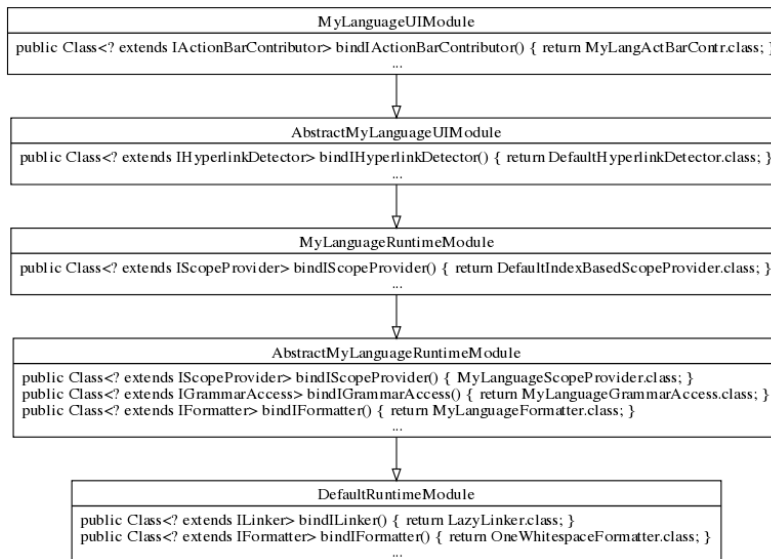 MyLanguageUIModule
public Class<? extends IActionBarContributor> bindIActionBarContributor() { return MyLangActBarContr.class; }
...
AbstractMyLanguageUIModule
public Class<? extends IHyperlinkDetector> bindIHyperlinkDetector() { return DefaultHyperlinkDetector.class; }
...
MyLanguageRuntimeModule
public Class<? extends IScopeProvider> bindIScopeProvider() { return DefaultIndexBasedScopeProvider.class; }
...
AbstractMyLanguageRuntimeModule
public Class<? extends IScopeProvider> bindIScopeProvider() { MyLanguageScopeProvider.class; }
public Class<? extends IGrammarAccess> bindIGrammarAccess() { return MyLanguageGrammarAccess.class; }
public Class<? extends IFormatter> bindIFormatter() { return MyLanguageFormatter.class; }
...
DefaultRuntimeModule
public Class<? extends ILinker> bindILinker() { return LazyLinker.class; }
public Class<? extends IFormatter> bindIFormatter() { return OneWhitespaceFormatter.class; }
...